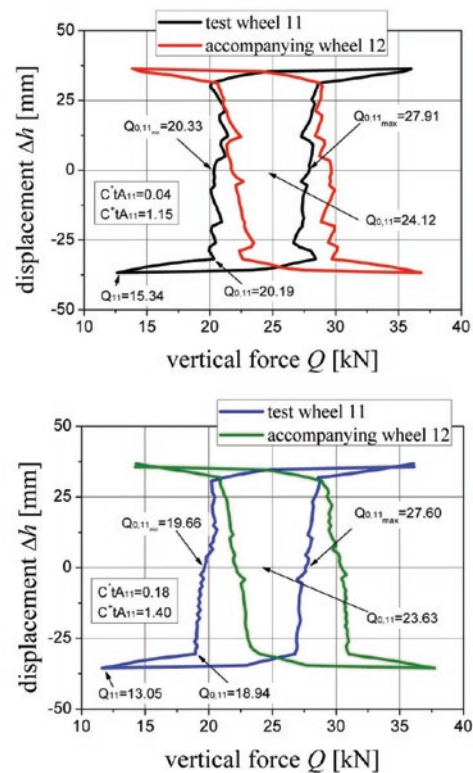 test wheel 11
accompanying wheel 12
50
25
0
-25
-50
displacement Δh [mm]
Q0,11min=20.33
Q0,11max=27.91
C-tA11=0.04
C+tA11=1.15
Q0,11=24.12
Q11=15.34
Q0,11=20.19
10 15 20 25 30 35 40
vertical force Q [kN]
test wheel 11
accompanying wheel 12
50
25
0
-25
-50
displacement Δh [mm]
Q0,11min=19.66
Q0,11max=27.60
C-tA11=0.18
C+tA11=1.40
Q0,11=23.63
Q11=13.05
Q0,11=18.94
10 15 20 25 30 35 40
vertical force Q [kN]